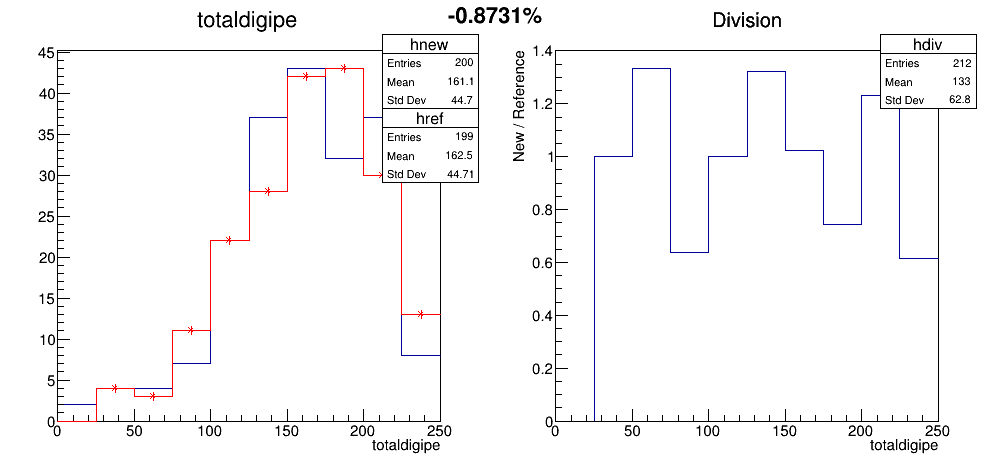 totaldigipe
-0.8731%
Division
hnew
Entries 200
Mean 161.1
Std Dev 44.7
href
Entries 199
Mean 162.5
Std Dev 44.71
45
40
35
30
25
20
15
10
5
0
0 50 100 150 200 250
totaldigipe
hdiv
Entries 212
Mean 133
Std Dev 62.8
New / Reference
1.4
1.2
1
0.8
0.6
0.4
0.2
0
0 50 100 150 200 250
totaldigipe